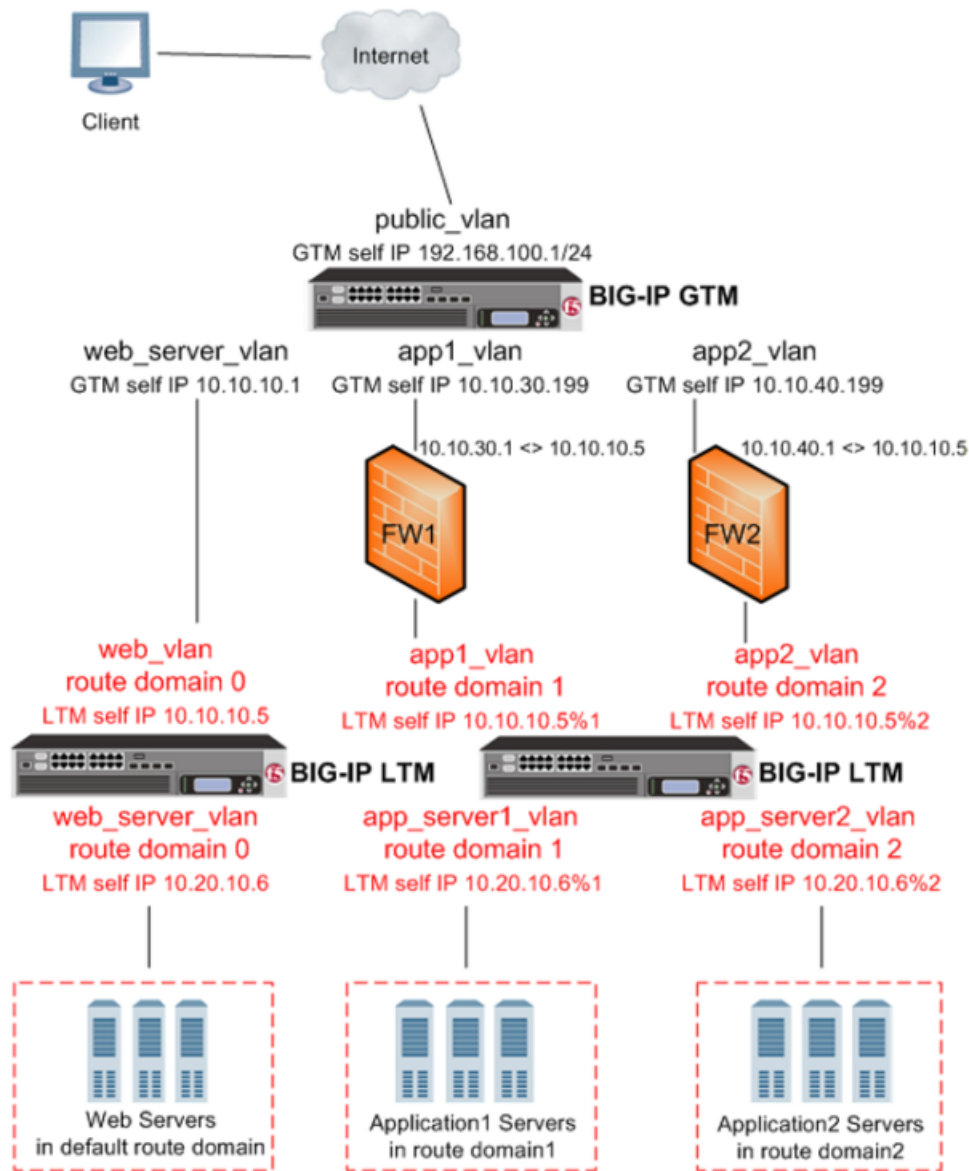 Internet
Client
public_vlan
GTM self IP 192.168.100.1/24
BIG-IP GTM
web_server_vlan
GTM self IP 10.10.10.1
app1_vlan
GTM self IP 10.10.30.199
app2_vlan
GTM self IP 10.10.40.199
10.10.30.1 <> 10.10.10.5
10.10.40.1 <> 10.10.10.5
FW1
FW2
web_vlan
route domain 0
LTM self IP 10.10.10.5
app1_vlan
route domain 1
LTM self IP 10.10.10.5%1
app2_vlan
route domain 2
LTM self IP 10.10.10.5%2
BIG-IP LTM
BIG-IP LTM
web_server_vlan
route domain 0
LTM self IP 10.20.10.6
app_server1_vlan
route domain 1
LTM self IP 10.20.10.6%1
app_server2_vlan
route domain 2
LTM self IP 10.20.10.6%2
Web Servers
in default route domain
Application1 Servers
in route domain1
Application2 Servers
in route domain2